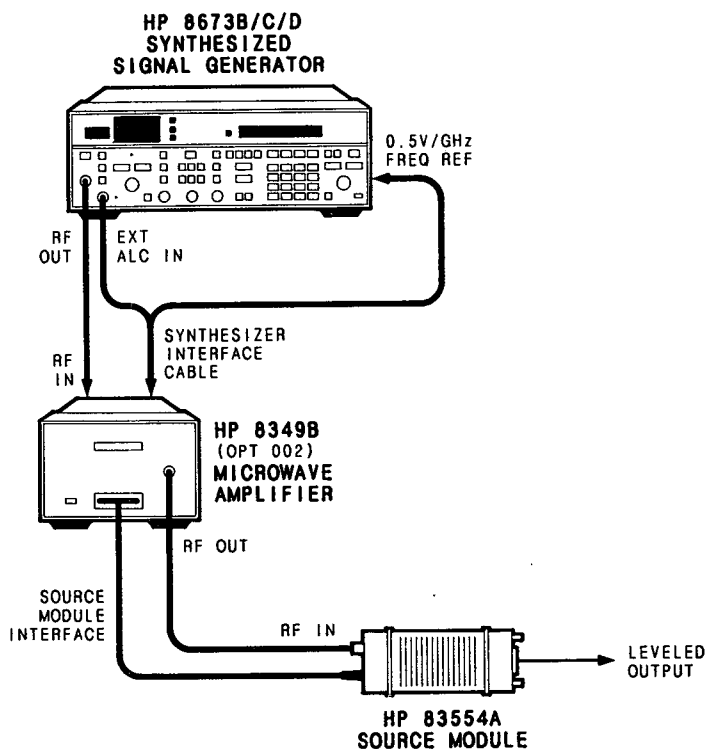 HP 8673B/C/D
SYNTHESIZED
SIGNAL GENERATOR
0.5V/GHz
FREQ REF
RF
OUT
EXT
ALC IN
SYNTHESIZER
INTERFACE
CABLE
RF
IN
HP 8349B
(OPT 002)
MICROWAVE
AMPLIFIER
RF OUT
SOURCE
MODULE
INTERFACE
RF IN
LEVELED
OUTPUT
HP 83554A
SOURCE MODULE